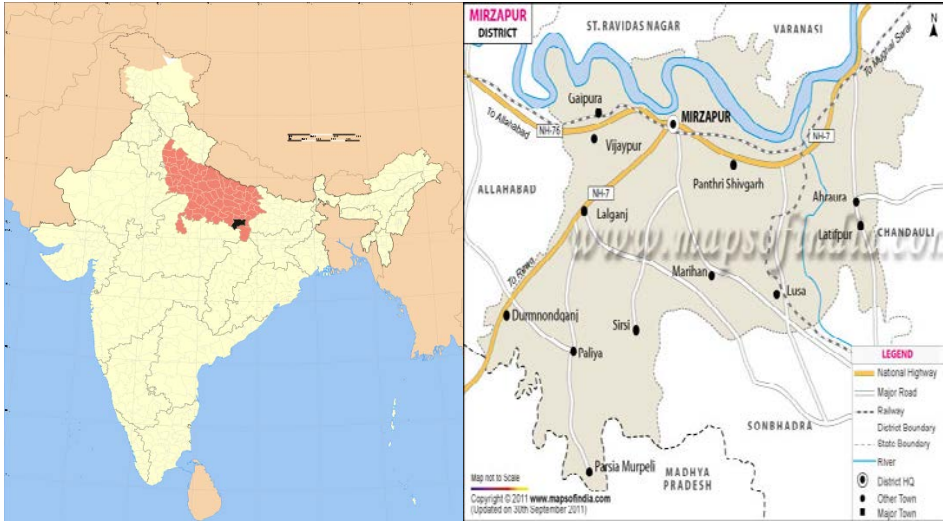 MIRZAPUR
DISTRICT
ST. RAVIDAS NAGAR
VARANASI
N
To Mughal Sarai
Gaipura
To Allahabad
MIRZAPUR
NH-76
NH-7
Vijaypur
Panthri Shivgarh
ALLAHABAD
NH-7
Ahraura
Lalganj
CHANDAULI
Latifpur
www.mapsofindia.com
To Rewa
Marihan
Lusa
Durmnondqanj
Sirsi
Paliya
LEGEND
National Highway
Major Road
Railway
District Boundary
State Boundary
River
District HQ
Other Town
Major Town
SONBHADRA
Parsia Murpeli
MADHYA
PRADESH
Map not to Scale
Copyright © 2011 www.mapsofindia.com
(Updated on 30th September 2011)